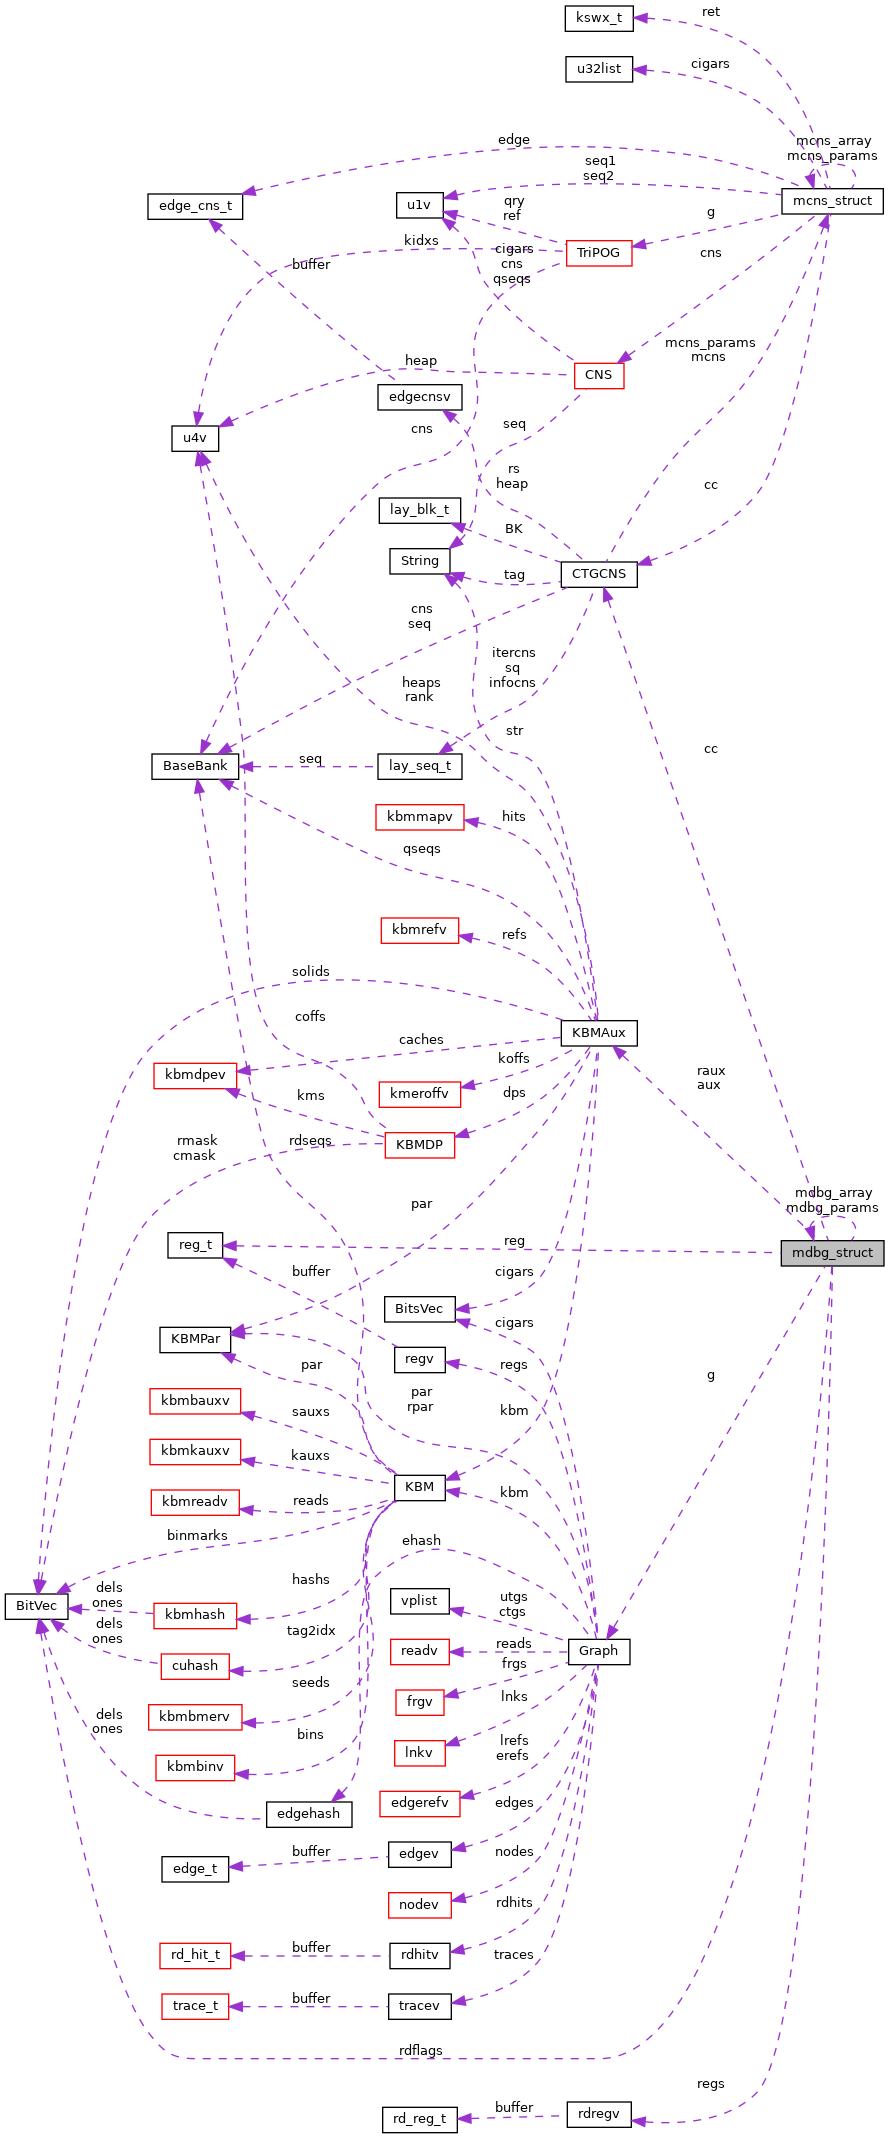 kswx_t
ret
u32list
cigars
mcns_array
mcns_params
edge
seq1
seq2
edge_cns_t
u1v
qry
ref
g
mcns_struct
kidxs
TriPOG
buffer
cigars
cns
qseqs
cns
mcns_params
mcns
heap
CNS
edgecnsv
u4v
cns
seq
rs
heap
cc
lay_blk_t
BK
String
tag
CTGCNS
cns
seq
itercns
sq
infocns
heaps
rank
str
cc
BaseBank
seq
lay_seq_t
kbmmapv
hits
qseqs
kbmrefv
refs
solids
coffs
KBMAux
caches
koffs
raux
aux
kbmdpev
kms
kmeroffv
dps
rmask
cmask
rdseqs
KBMDP
par
mdbg_array
mdbg_params
reg_t
reg
mdbg_struct
buffer
cigars
BitsVec
cigars
KBMPar
par
regv
regs
g
par
rpar
kbm
kbmbauxv
sauxs
kbmkauxv
kauxs
kbmreadv
reads
KBM
kbm
binmarks
ehash
BitVec
dels
ones
kbmhash
hashs
vplist
utgs
ctgs
dels
ones
tag2idx
cuhash
readv
reads
Graph
frgs
kbmbmerv
seeds
frgv
lnks
dels
ones
bins
kbmbinv
lnkv
lrefs
erefs
edgehash
edgerefv
edges
edge_t
buffer
edgev
nodes
nodev
rdhits
rd_hit_t
buffer
rdhitv
traces
trace_t
buffer
tracev
rdflags
regs
rd_reg_t
buffer
rdregv